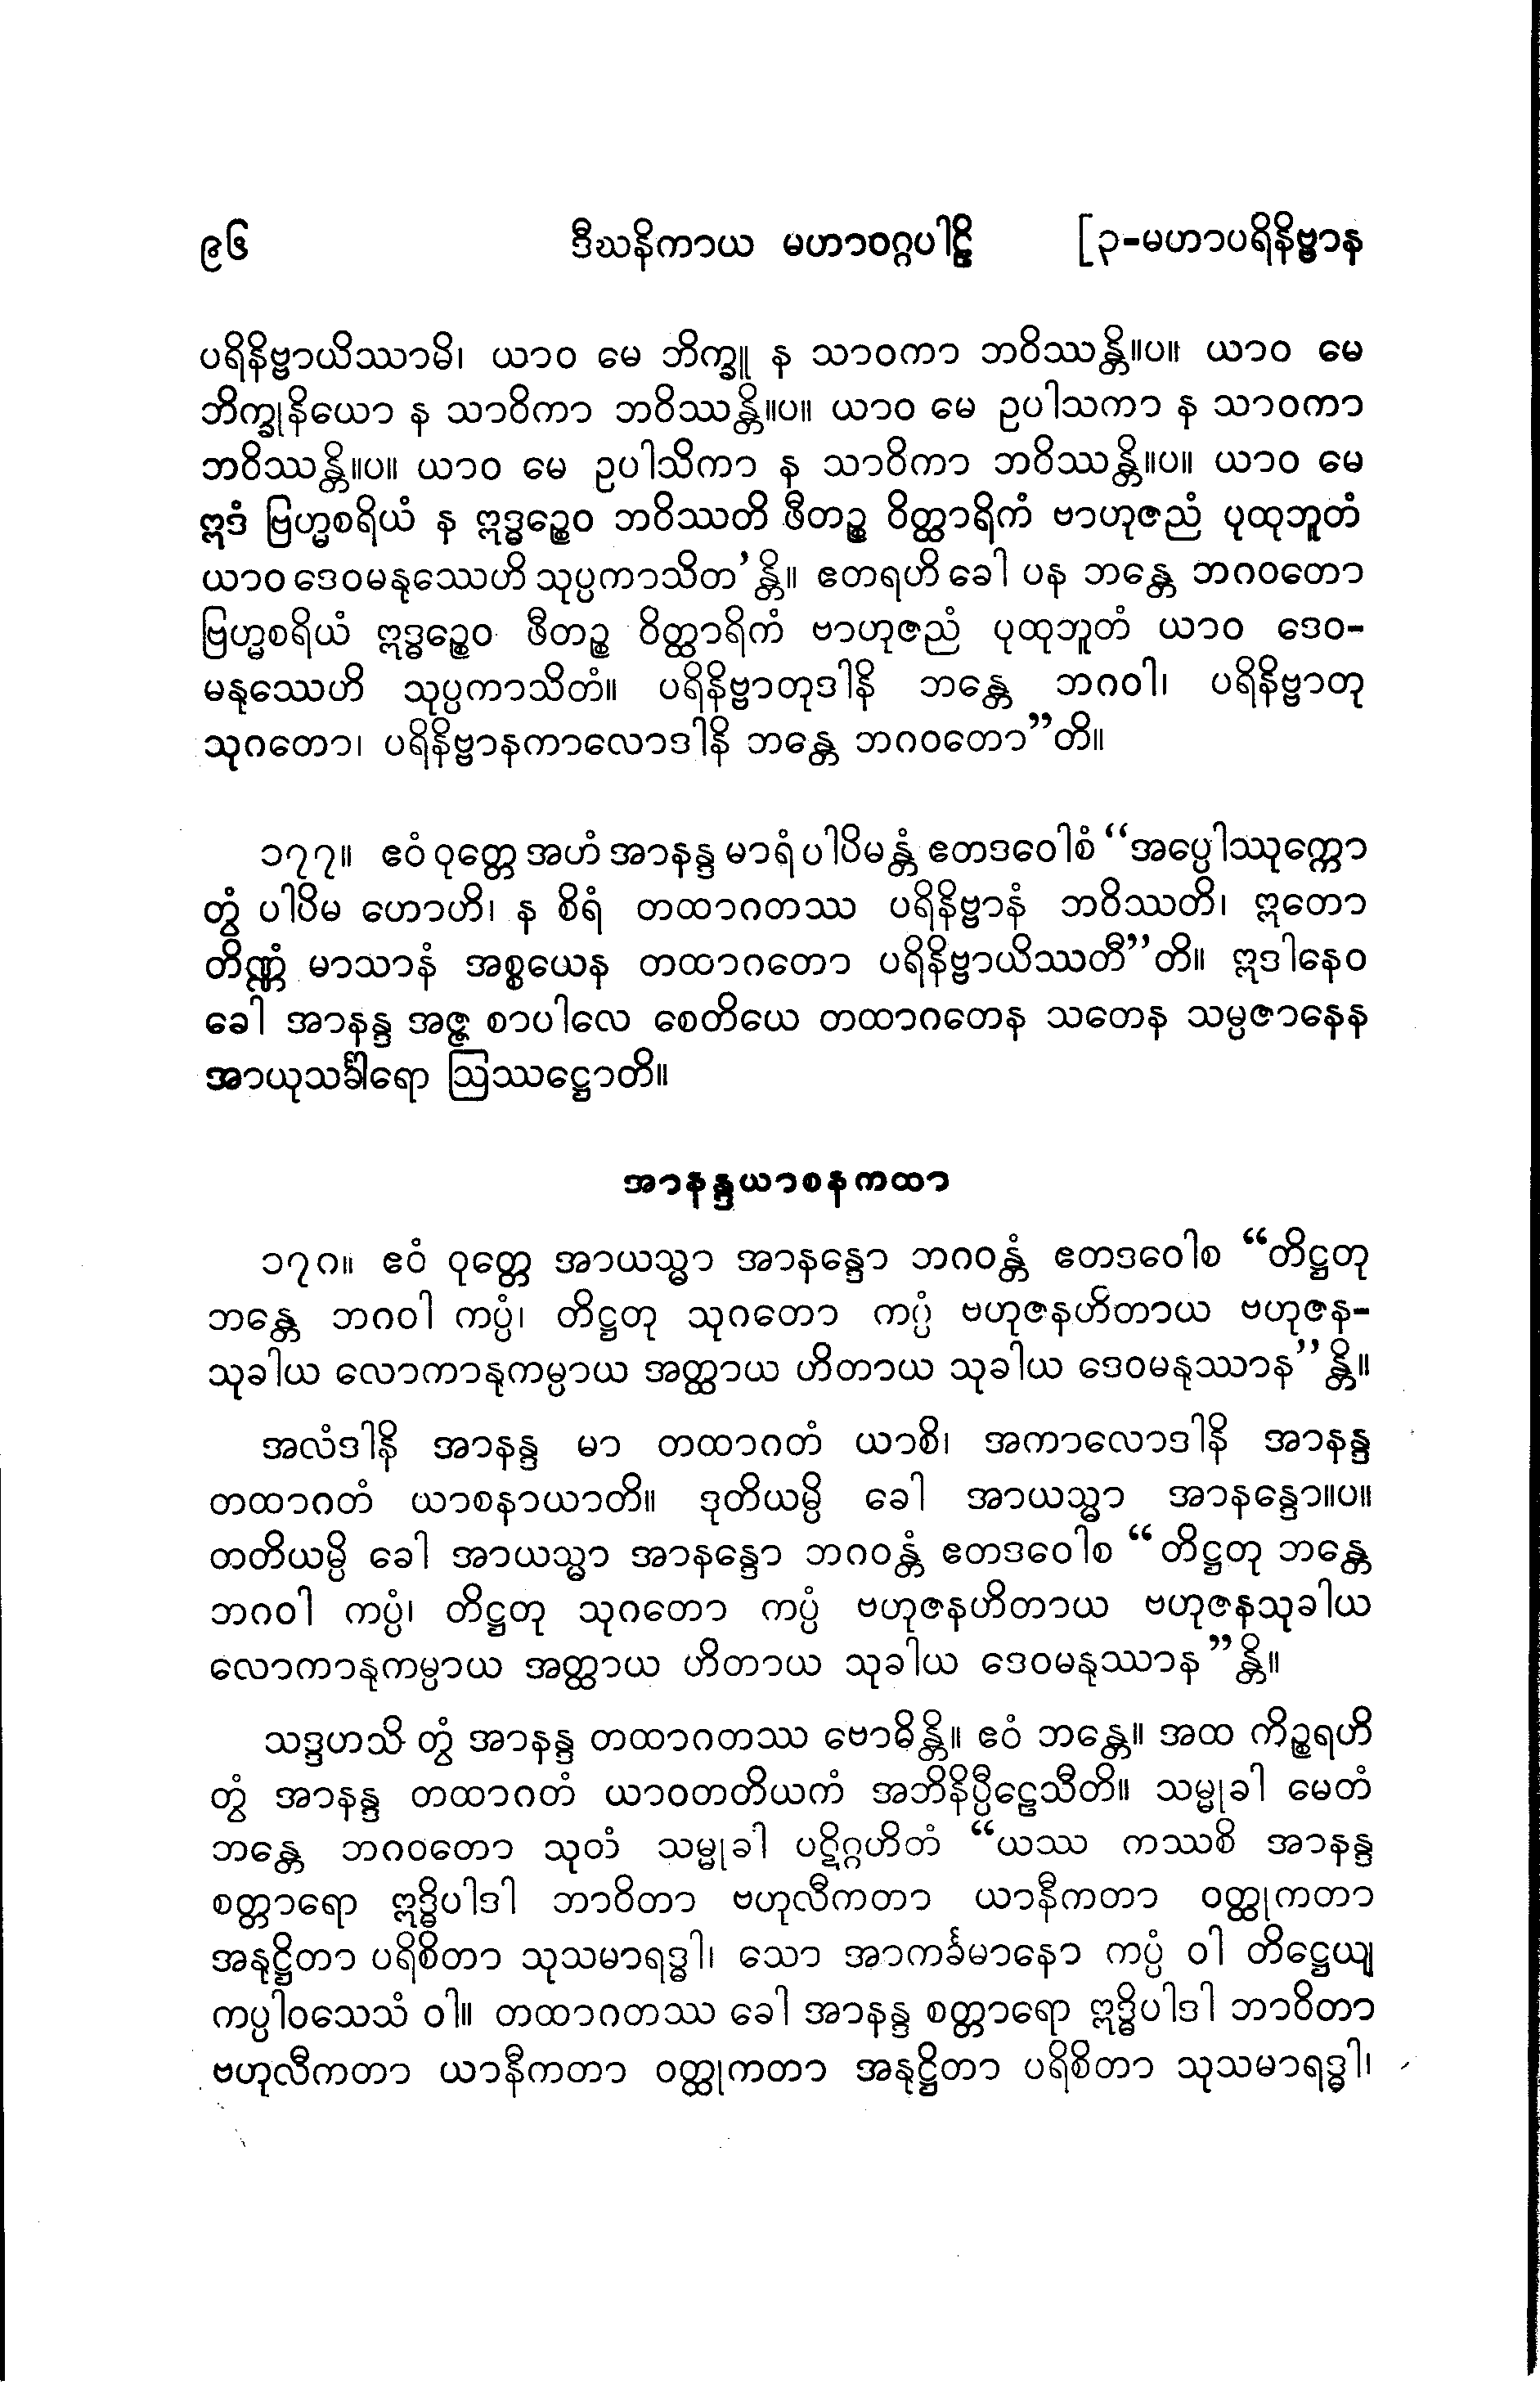 ၉၆ ဒီဃနိကာယ မဟာဝဂ္ဂပါဠိ [၃-မဟာပရိနိဗ္ဗာန
ပရိနိဗ္ဗာယိဿာမိ၊ ယာဝ မေ ဘိက္ခူ န သာဝကာ ဘဝိဿန္တိ။ပ။ ယာဝ မေ
ဘိက္ခုနိယော န သာဝိကာ ဘဝိဿန္တိ။ပ။ ယာဝ မေ ဥပါသကာ န သာဝကာ
ဘဝိဿန္တိ။ပ။ ယာဝ မေ ဥပါသိကာ န သာဝိကာ ဘဝိဿန္တိ။ပ။ ယာဝ မေ
ဣဒံ ဗြဟ္မစရိယံ န ဣဒ္ဓဉ္စေဝ ဘဝိဿတိ ဖီတဉ္စ ဝိတ္ထာရိကံ ဗာဟုဇညံ ပုထုဘူတံ
ယာဝ ဒေဝမနုဿေဟိ သုပ္ပကာသိတ’န္တိ။ ဧတရဟိ ခေါ ပန ဘန္တေ ဘဂဝတော
ဗြဟ္မစရိယံ ဣဒ္ဓဉ္စေဝ ဖီတဉ္စ ဝိတ္ထာရိကံ ဗာဟုဇညံ ပုထုဘူတံ ယာဝ ဒေဝ-
မနုဿေဟိ သုပ္ပကာသိတံ။ ပရိနိဗ္ဗာတုဒါနိ ဘန္တေ ဘဂဝါ၊ ပရိနိဗ္ဗာတု
သုဂတော၊ ပရိနိဗ္ဗာနကာလောဒါနိ ဘန္တေ ဘဂဝတော”တိ။
၁၇၇။ ဧဝံ ဝုတ္တေ အဟံ အာနန္ဒ မာရံ ပါပိမန္တံ ဧတဒဝေါစံ “အပ္ပေါဿုက္ကော
တွံ ပါပိမ ဟောဟိ၊ န စိရံ တထာဂတဿ ပရိနိဗ္ဗာနံ ဘဝိဿတိ၊ ဣတော
တိဏ္ဏံ မာသာနံ အစ္စယေန တထာဂတော ပရိနိဗ္ဗာယိဿတီ”တိ။ ဣဒါနေဝ
ခေါ အာနန္ဒ အဇ္ဇ စာပါလေ စေတိယေ တထာဂတေန သတေန သမ္ပဇာနေန
အာယုသင်္ခါရော ဩဿဋ္ဌောတိ။
အာနန္ဒယာစနကထာ
၁၇၈။ ဧဝံ ဝုတ္တေ အာယသ္မာ အာနန္ဒော ဘဂဝန္တံ ဧတဒဝေါစ “တိဋ္ဌတု
ဘန္တေ ဘဂဝါ ကပ္ပံ၊ တိဋ္ဌတု သုဂတော ကပ္ပံ ဗဟုဇနဟိတာယ ဗဟုဇန-
သုခါယ လောကာနုကမ္ပာယ အတ္ထာယ ဟိတာယ သုခါယ ဒေဝမနုဿာန”န္တိ။
အလံဒါနိ အာနန္ဒ မာ တထာဂတံ ယာစိ၊ အကာလောဒါနိ အာနန္ဒ
တထာဂတံ ယာစနာယာတိ။ ဒုတိယမ္ပိ ခေါ အာယသ္မာ အာနန္ဒော။ပ။
တတိယမ္ပိ ခေါ အာယသ္မာ အာနန္ဒော ဘဂဝန္တံ ဧတဒဝေါစ “တိဋ္ဌတု ဘန္တေ
ဘဂဝါ ကပ္ပံ၊ တိဋ္ဌတု သုဂတော ကပ္ပံ ဗဟုဇနဟိတာယ ဗဟုဇနသုခါယ
လောကာနုကမ္ပာယ အတ္ထာယ ဟိတာယ သုခါယ ဒေဝမနုဿာန”န္တိ။
သဒ္ဒဟသိ တွံ အာနန္ဒ တထာဂတဿ ဗောဓိန္တိ။ ဧဝံ ဘန္တေ။ အထ ကိဉ္စရဟိ
တွံ အာနန္ဒ တထာဂတံ ယာဝတတိယကံ အဘိနိပ္ပီဠေသီတိ။ သမ္မုခါ မေတံ
ဘန္တေ ဘဂဝတော သုတံ သမ္မုခါ ပဋိဂ္ဂဟိတံ “ယဿ ကဿစိ အာနန္ဒ
စတ္တာရော ဣဒ္ဓိပါဒါ ဘာဝိတာ ဗဟုလီကတာ ယာနီကတာ ဝတ္ထုကတာ
အနုဋ္ဌိတာ ပရိစိတာ သုသမာရဒ္ဓါ၊ သော အာကင်္ခမာနော ကပ္ပံ ဝါ တိဋ္ဌေယျ
ကပ္ပါဝသေသံ ဝါ။ တထာဂတဿ ခေါ အာနန္ဒ စတ္တာရော ဣဒ္ဓိပါဒါ ဘာဝိတာ
ဗဟုလီကတာ ယာနီကတာ ဝတ္ထုကတာ အနုဋ္ဌိတာ ပရိစိတာ သုသမာရဒ္ဓါ၊